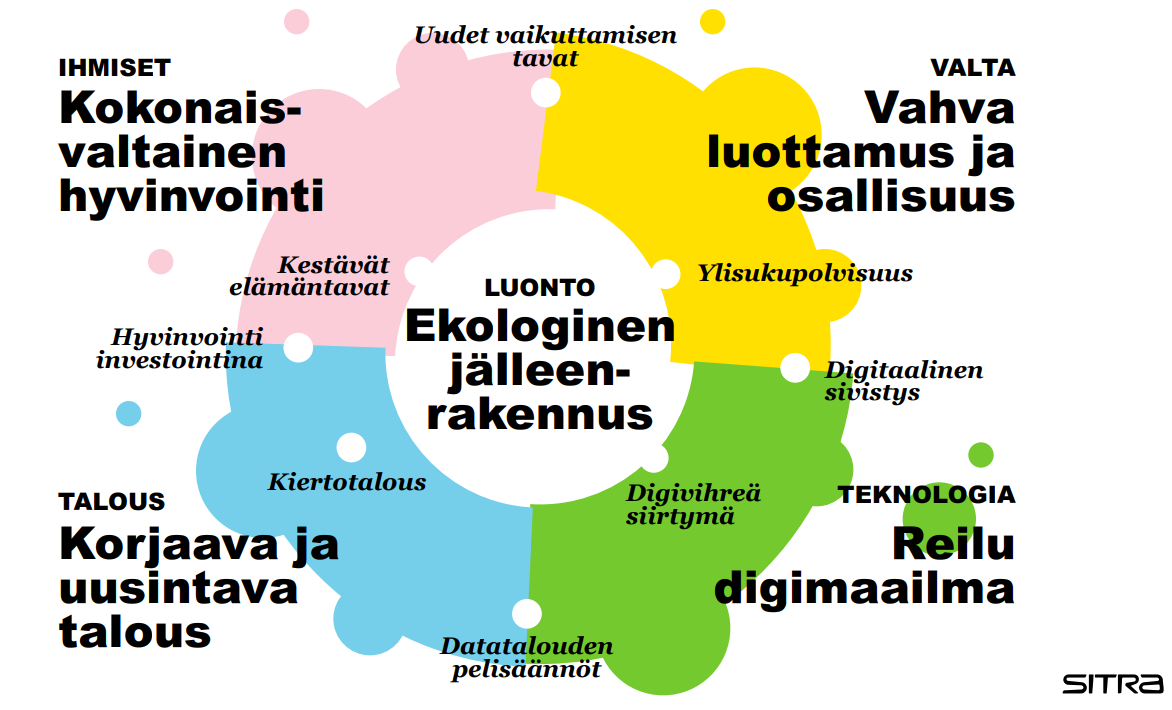 Uudet vaikuttamisen
tavat
IHMISET
Kokonais-
valtainen
hyvinvointi
VALTA
Vahva
luottamus ja
osallisuus
Kestävät
elämäntavat
Ylisukupolvisuus
LUONTO
Ekologinen
jälleen-
rakennus
Hyvinvointi
investointina
Digitaalinen
sivistys
Kiertotalous
Digivihreä
siirtymä
TALOUS
Korjaava ja
uusintava
talous
TEKNOLOGIA
Reilu
digimaailma
Datatalouden
pelisäännöt
SITRA